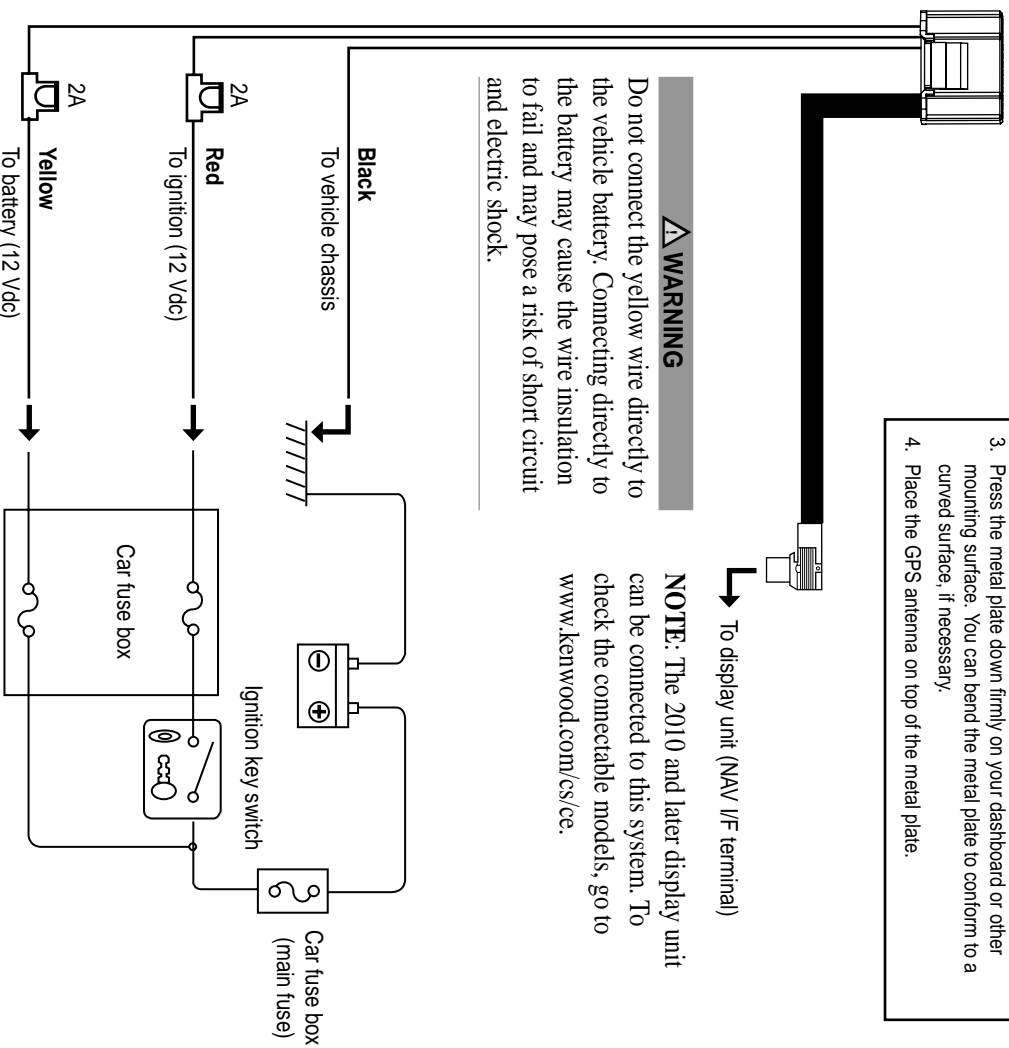 3. Press the metal plate down firmly on your dashboard or other
mounting surface. You can bend the metal plate to conform to a
curved surface, if necessary.
4. Place the GPS antenna on top of the metal plate.
To display unit (NAV I/F terminal)
WARNING
Do not connect the yellow wire directly to
the vehicle battery. Connecting directly to
the battery may cause the wire insulation
to fail and may pose a risk of short circuit
and electric shock.
NOTE: The 2010 and later display unit
can be connected to this system. To
check the connectable models, go to
www.kenwood.com/cs/ce.
Black
To vehicle chassis
2A
Red
To ignition (12 Vdc)
2A
Yellow
To battery (12 Vdc)
Car fuse box
Ignition key switch
Car fuse box
(main fuse)